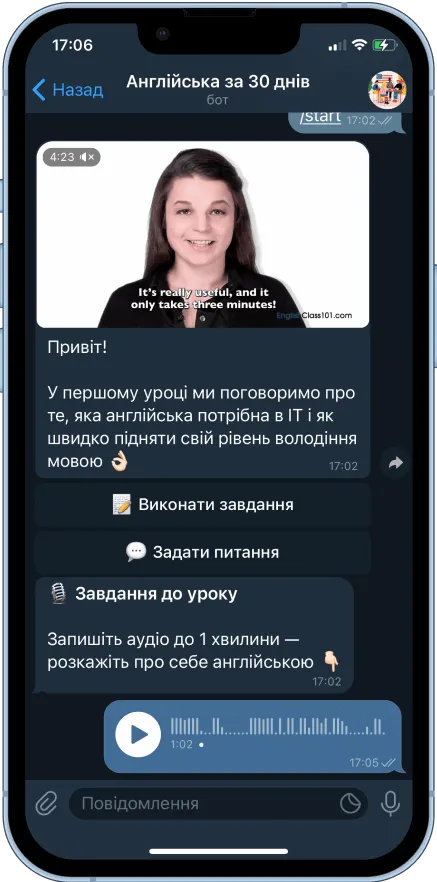 17:06
Назад
Англійська за 30 днів
бот
/start 17:02
4:23
It's really useful, and it
only takes three minutes!
EnglishClass101.com
Привіт!
У першому уроці ми поговоримо про
те, яка англійська потрібна в ІТ і як
швидко підняти свій рівень володіння
мовою 👌🏻
17:02
📝 Виконати завдання
💬 Задати питання
🎙 Завдання до уроку
Запишіть аудіо до 1 хвилини —
розкажіть про себе англійською 👇🏻
17:02
1:02
17:05
Повідомлення